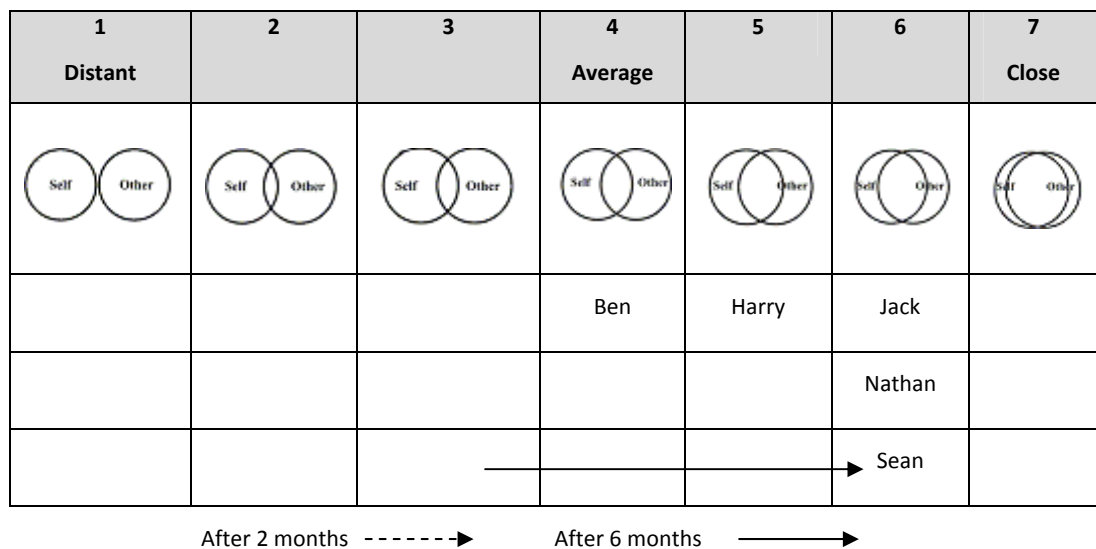 1 2 3 4 5 6 7
Distant Average Close
Self Other Self Other Self Other Self Other Self Other Self Other Self Other
Ben Harry Jack
Nathan
Sean
After 2 months After 6 months